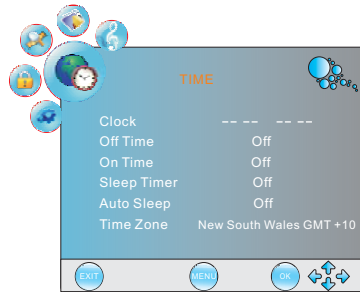 TIME
Clock -- -- -- --
Off Time Off
On Time Off
Sleep Timer Off
Auto Sleep Off
Time Zone New South Wales GMT +10
EXIT MENU OK